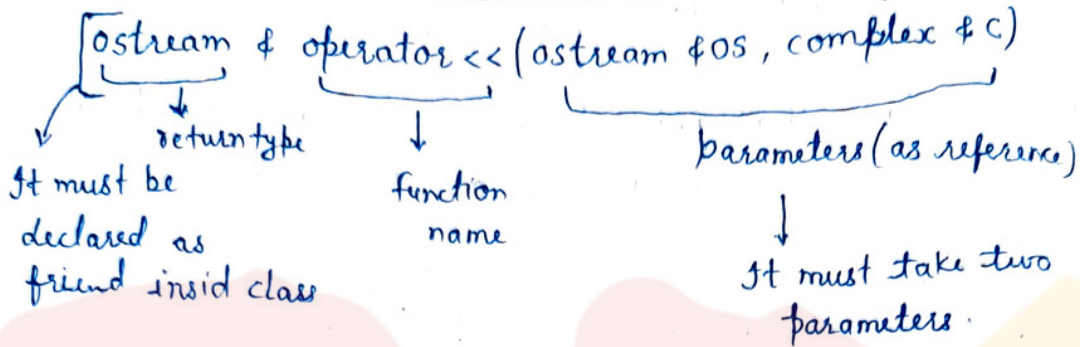 ostream & operator << (ostream &os, complex & c)
return type
parameters (as reference)
It must be
declared as
friend insid class
function
name
It must take two
parameters.